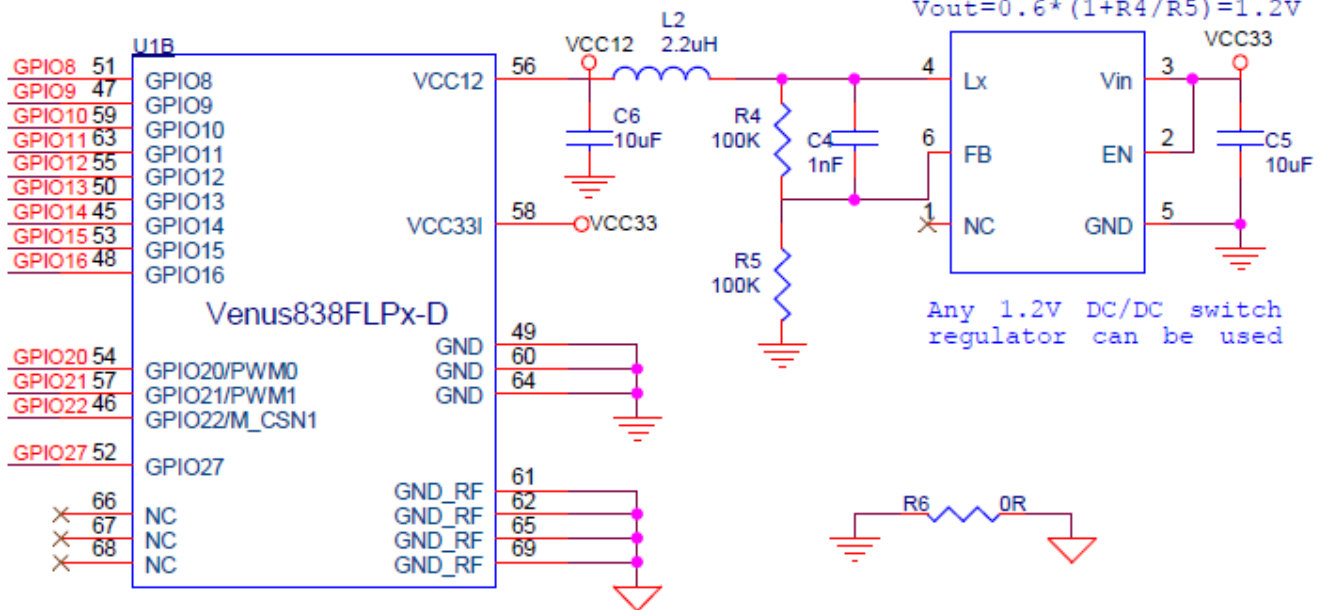 Vout=0.6*(1+R4/R5)=1.2V
L2
2.2uH
VCC12
VCC33
U1B
GPIO8 51 GPIO8
GPIO9 47 GPIO9
GPIO10 59 GPIO10
GPIO11 63 GPIO11
GPIO12 55 GPIO12
GPIO13 50 GPIO13
GPIO14 45 GPIO14
GPIO15 53 GPIO15
GPIO16 48 GPIO16
VCC12 56
C6
10uF
VCC33I 58 VCC33
R4
100K
C4
1nF
R5
100K
4 Lx Vin 3
6 FB EN 2
1 NC GND 5
C5
10uF
Any 1.2V DC/DC switch
regulator can be used
Venus838FLPx-D
GND 49
GND 60
GND 64
GPIO20 54 GPIO20/PWM0
GPIO21 57 GPIO21/PWM1
GPIO22 46 GPIO22/M_CSN1
GPIO27 52 GPIO27
66 NC
67 NC
68 NC
GND_RF 61
GND_RF 62
GND_RF 65
GND_RF 69
R6 0R